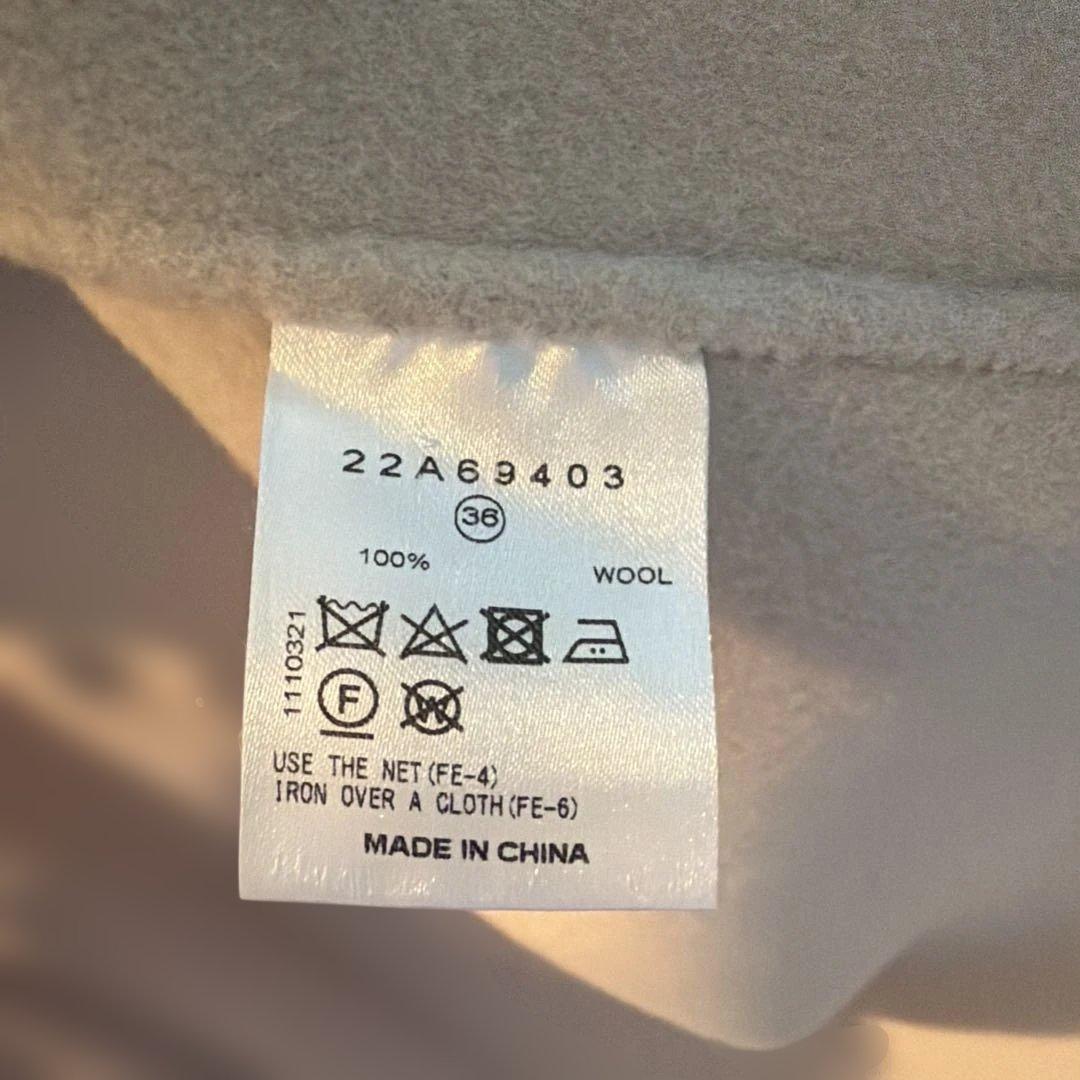 22A69403
36
100% WOOL
1110321
F
W
USE THE NET(FE-4)
IRON OVER A CLOTH(FE-6)
MADE IN CHINA